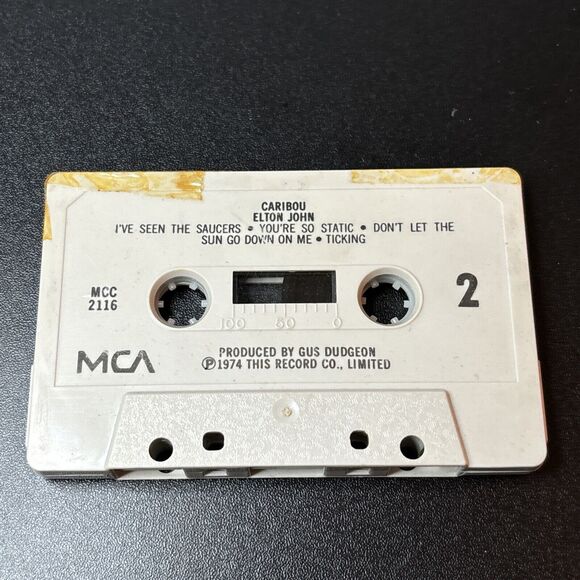 CARIBOU
ELTON JOHN
I'VE SEEN THE SAUCERS • YOU'RE SO STATIC • DON'T LET THE
SUN GO DOWN ON ME • TICKING
MCC
2116
2
100 50 0
MCA
PRODUCED BY GUS DUDGEON
Ⓟ1974 THIS RECORD CO., LIMITED